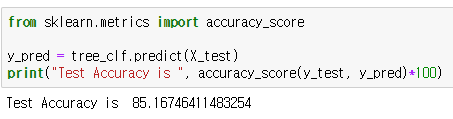 from sklearn.metrics import accuracy_score
y_pred = tree_clf.predict(X_test)
print("Test Accuracy is ", accuracy_score(y_test, y_pred)*100)
Test Accuracy is  85.16746411483254